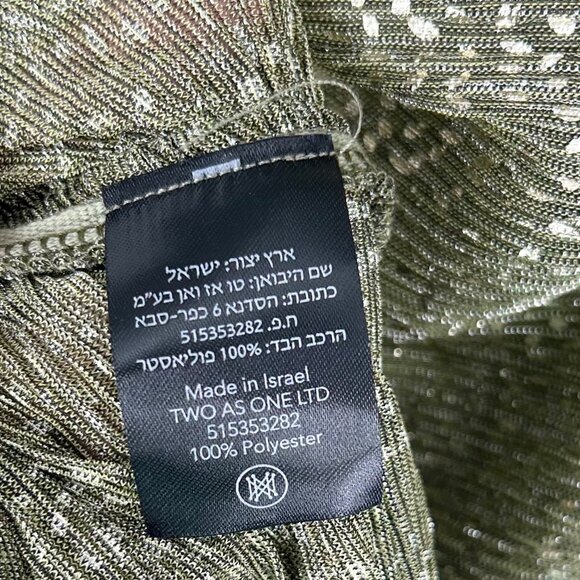 ארץ יצור: ישראל
שם היבואן: טו אז וואן בע"מ
כתובת: הסדנא 6 כפר-סבא
ח.פ. 515353282
הרכב הבד: 100% פוליאסטר
Made in Israel
TWO AS ONE LTD
515353282
100% Polyester